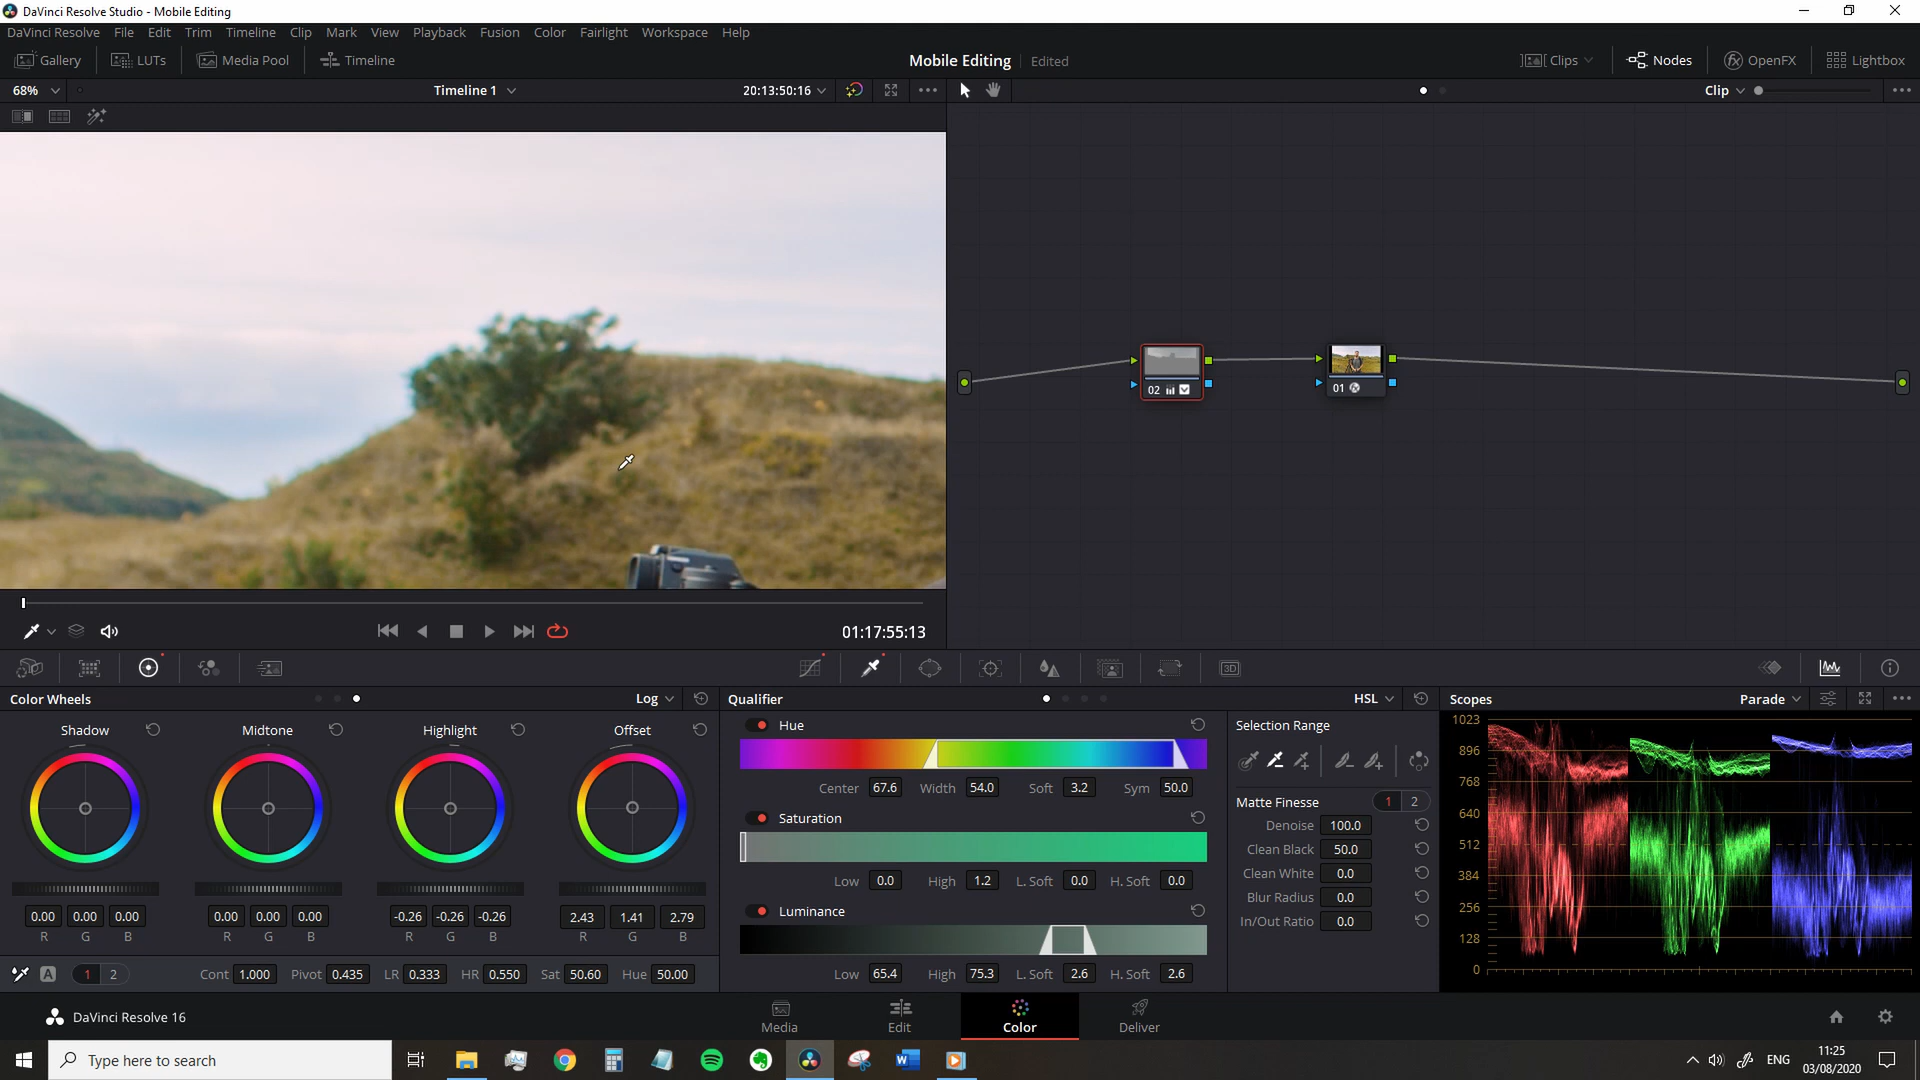 DaVinci Resolve Studio - Mobile Editing
DaVinci Resolve File Edit Trim Timeline Clip Mark View Playback Fusion Color Fairlight Workspace Help
Gallery LUTs Media Pool Timeline Mobile Editing Edited Clips Nodes OpenFX Lightbox
68% Timeline 1 20:13:50:16 Clip
02 01
01:17:55:13
3D
Color Wheels Log Qualifier HSL Scopes Parade
Shadow Midtone Highlight Offset
0.00 0.00 0.00 0.00 0.00 0.00 -0.26 -0.26 -0.26 2.43 1.41 2.79
R G B R G B R G B R G B
A 1 2 Cont 1.000 Pivot 0.435 LR 0.333 HR 0.550 Sat 50.60 Hue 50.00
Hue
Center 67.6 Width 54.0 Soft 3.2 Sym 50.0
Saturation
Low 0.0 High 1.2 L. Soft 0.0 H. Soft 0.0
Luminance
Low 65.4 High 75.3 L. Soft 2.6 H. Soft 2.6
Selection Range
Matte Finesse 1 2
Denoise 100.0
Clean Black 50.0
Clean White 0.0
Blur Radius 0.0
In/Out Ratio 0.0
1023
896
768
640
512
384
256
128
0
DaVinci Resolve 16 Media Edit Color Deliver
Type here to search ENG 11:25
03/08/2020